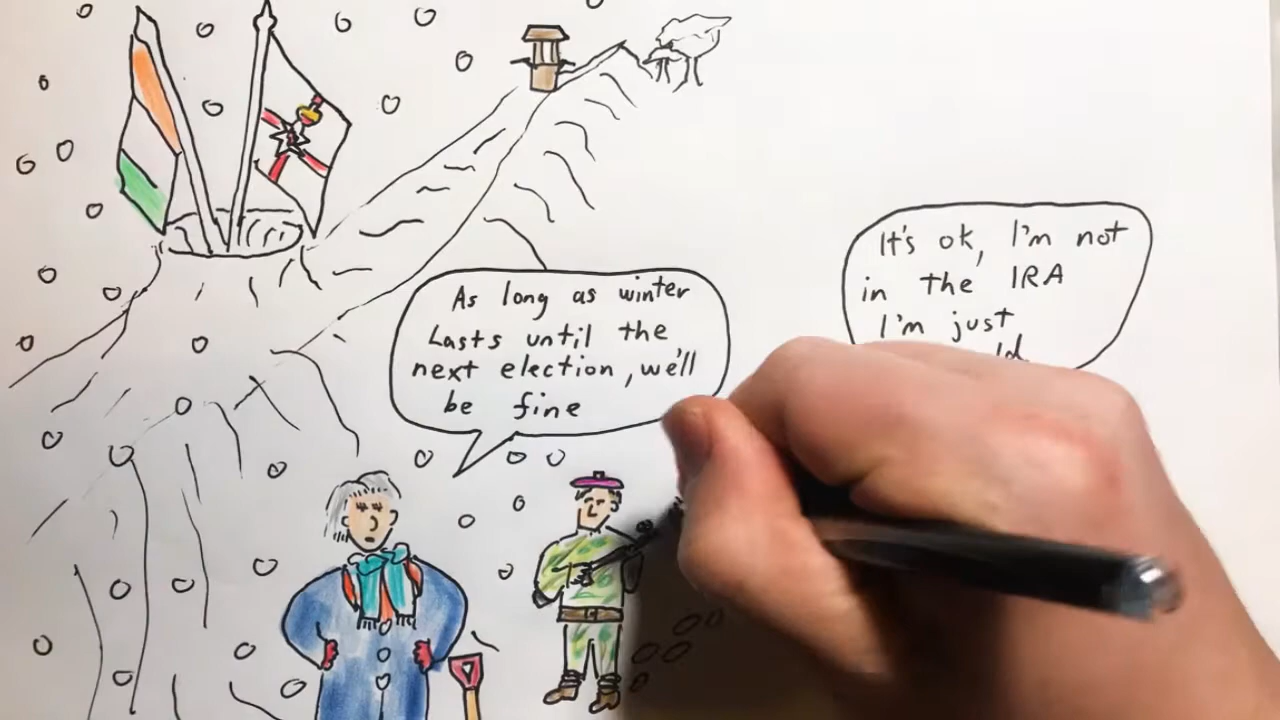 As long as winter
Lasts until the
next election, we'll
be fine
It's ok, I'm not
in the IRA
I'm just